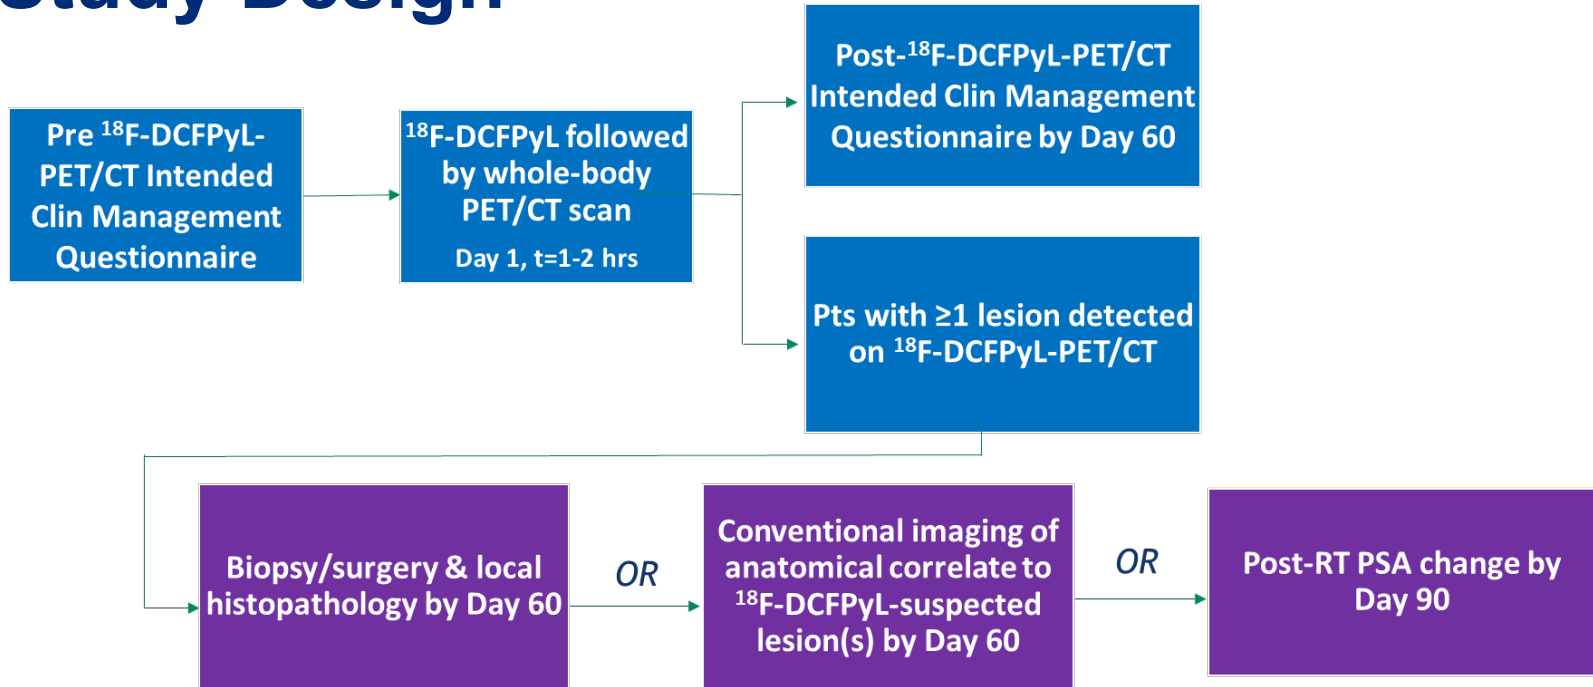 Study Design
Pre ¹⁸F-DCFPyL-
PET/CT Intended
Clin Management
Questionnaire
¹⁸F-DCFPyL followed
by whole-body
PET/CT scan
Day 1, t=1-2 hrs
Post-¹⁸F-DCFPyL-PET/CT
Intended Clin Management
Questionnaire by Day 60
Pts with ≥1 lesion detected
on ¹⁸F-DCFPyL-PET/CT
Biopsy/surgery & local
histopathology by Day 60
OR
Conventional imaging of
anatomical correlate to
¹⁸F-DCFPyL-suspected
lesion(s) by Day 60
OR
Post-RT PSA change by
Day 90